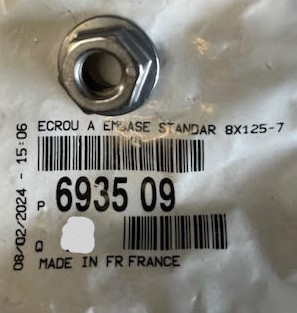 ECROU A EMBASE STANDAR 8X125-7
P 6935 09
Q
MADE IN FR FRANCE
08/02/2024 - 15:06